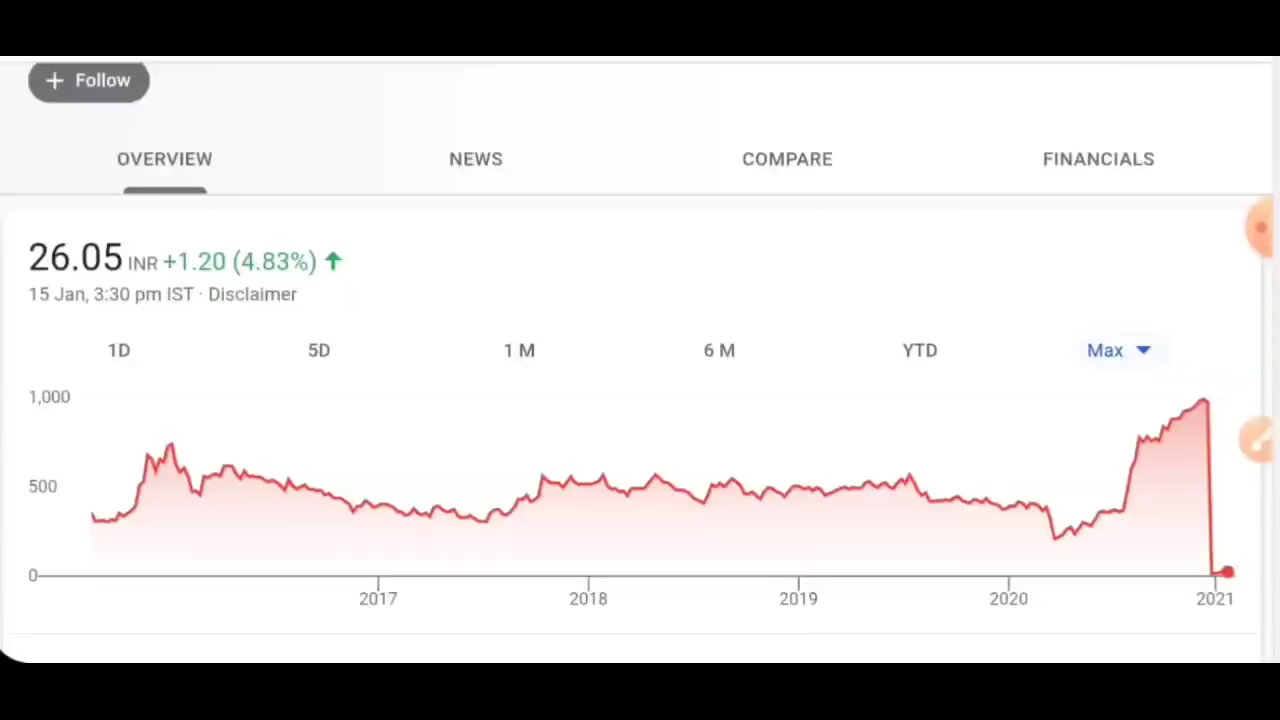 + Follow
OVERVIEW NEWS COMPARE FINANCIALS
26.05 INR +1.20 (4.83%) ↑
15 Jan, 3:30 pm IST · Disclaimer
1D 5D 1 M 6 M YTD Max
1,000
500
0
2017 2018 2019 2020 2021